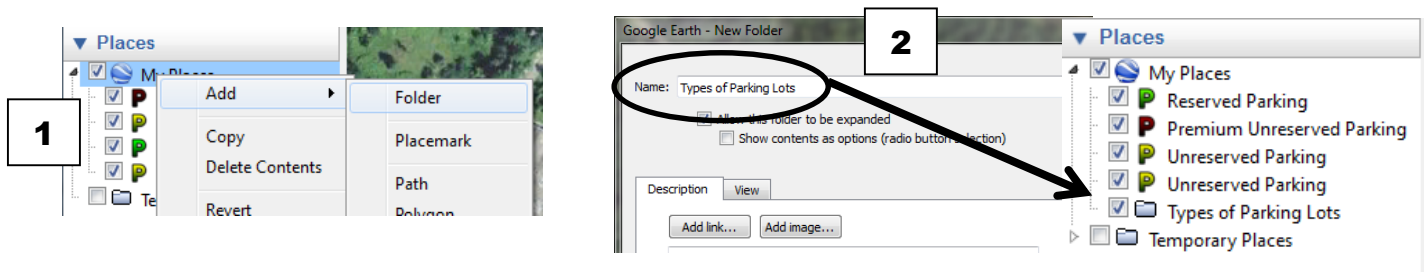 1
Places
My Places
P
P
P
P
Te
Add
Copy
Delete Contents
Revert
Folder
Placemark
Path
Polygon
2
Google Earth - New Folder
Name: Types of Parking Lots
Allow this folder to be expanded
Show contents as options (radio button selection)
Description View
Add link... Add image...
Places
My Places
P Reserved Parking
P Premium Unreserved Parking
P Unreserved Parking
P Unreserved Parking
Types of Parking Lots
Temporary Places